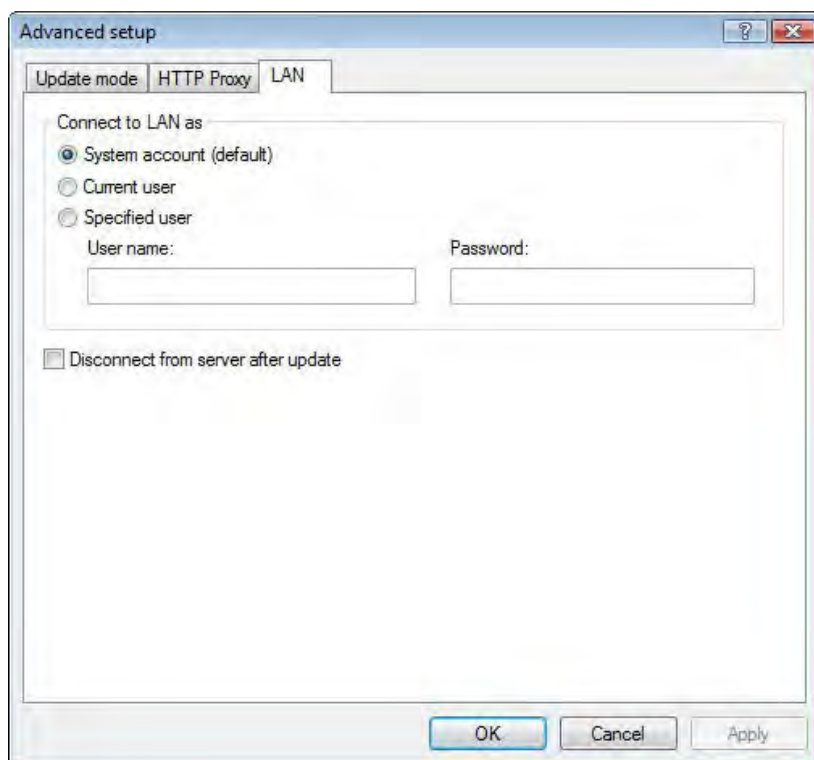 Advanced setup
Update mode HTTP Proxy LAN
Connect to LAN as
System account (default)
Current user
Specified user
User name: Password:
Disconnect from server after update
OK Cancel Apply